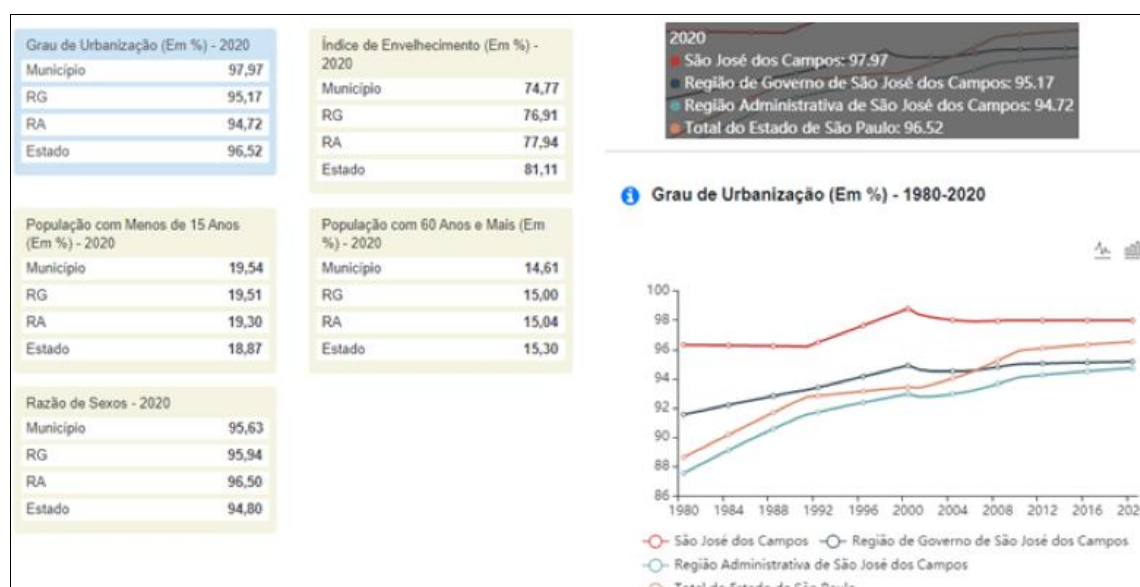 Grau de Urbanização (Em %) - 2020
Município 97,97
RG 95,17
RA 94,72
Estado 96,52
Índice de Envelhecimento (Em %) -
2020
Município 74,77
RG 76,91
RA 77,94
Estado 81,11
População com Menos de 15 Anos
(Em %) - 2020
Município 19,54
RG 19,51
RA 19,30
Estado 18,87
População com 60 Anos e Mais (Em
%) - 2020
Município 14,61
RG 15,00
RA 15,04
Estado 15,30
Razão de Sexos - 2020
Município 95,63
RG 95,94
RA 96,50
Estado 94,80
2020
São José dos Campos: 97.97
Região de Governo de São José dos Campos: 95.17
Região Administrativa de São José dos Campos: 94.72
Total do Estado de São Paulo: 96.52
Grau de Urbanização (Em %) - 1980-2020
100
98
96
94
92
90
88
86
1980 1984 1988 1992 1996 2000 2004 2008 2012 2016 202
São José dos Campos Região de Governo de São José dos Campos
Região Administrativa de São José dos Campos
Total do Estado de São Paulo